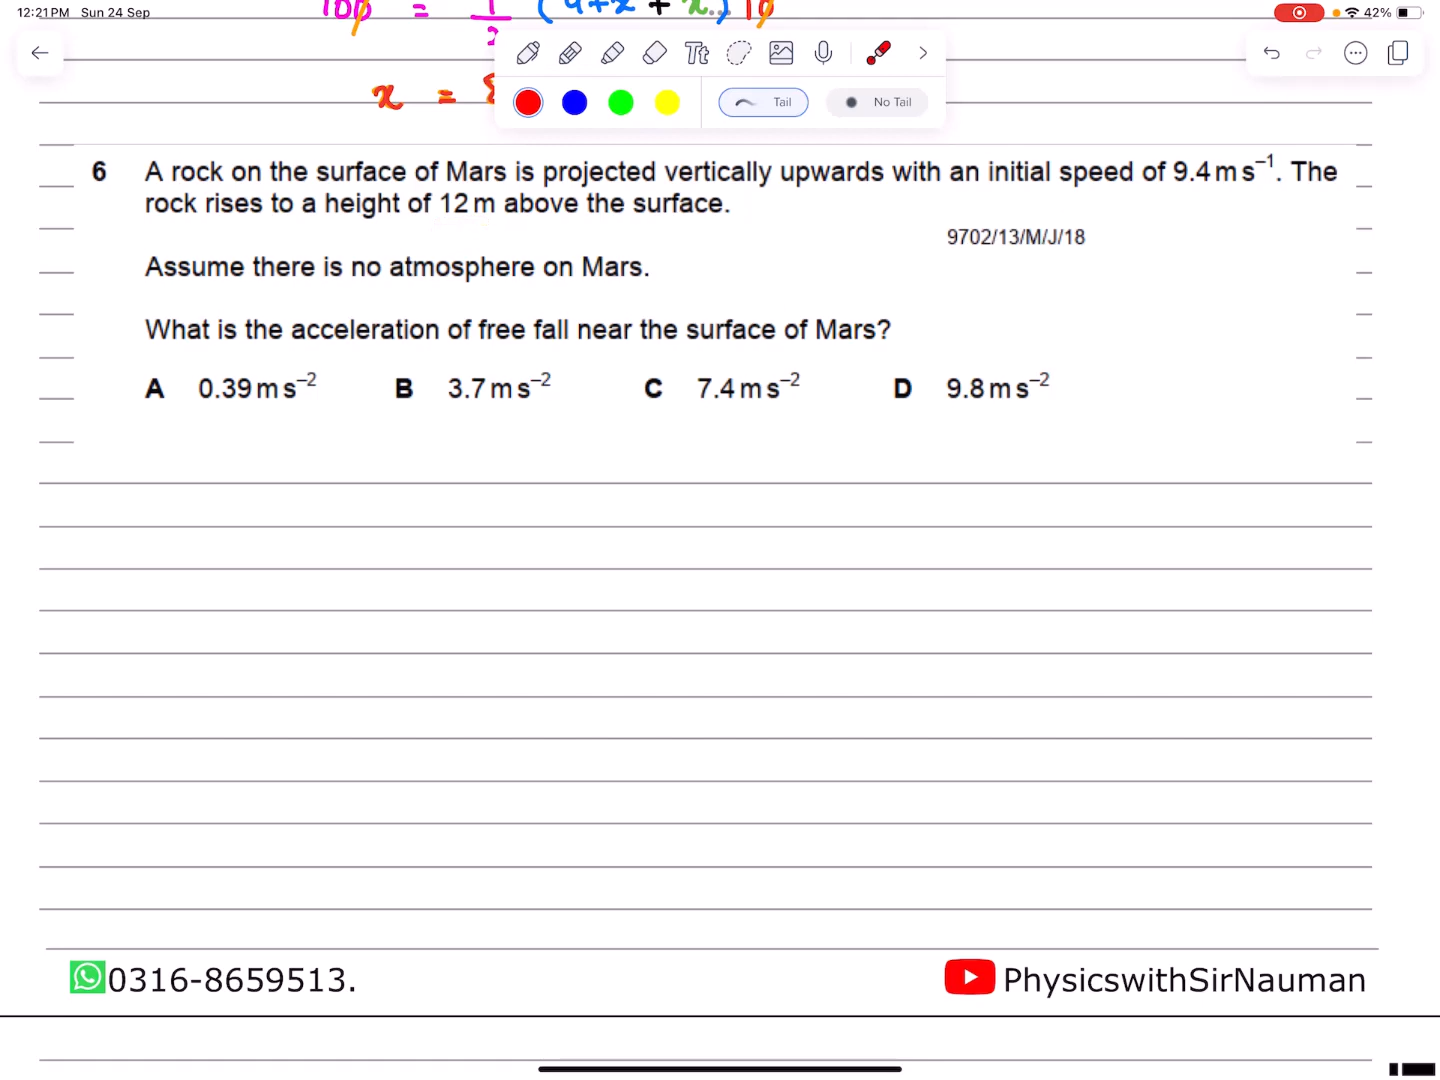 12:21 PM Sun 24 Sep
42%
100 = 1
x =
Tt
Tail
No Tail
6 A rock on the surface of Mars is projected vertically upwards with an initial speed of 9.4 m s⁻¹. The
rock rises to a height of 12 m above the surface.
9702/13/M/J/18
Assume there is no atmosphere on Mars.
What is the acceleration of free fall near the surface of Mars?
A 0.39 m s⁻² B 3.7 m s⁻² C 7.4 m s⁻² D 9.8 m s⁻²
0316-8659513.
PhysicswithSirNauman